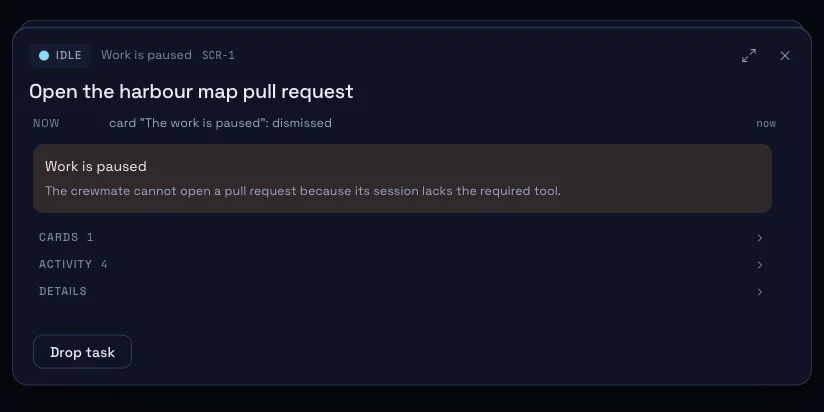 IDLE Work is paused SCR-1
Open the harbour map pull request
NOW card "The work is paused": dismissed now
Work is paused
The crewmate cannot open a pull request because its session lacks the required tool.
CARDS 1
ACTIVITY 4
DETAILS
Drop task